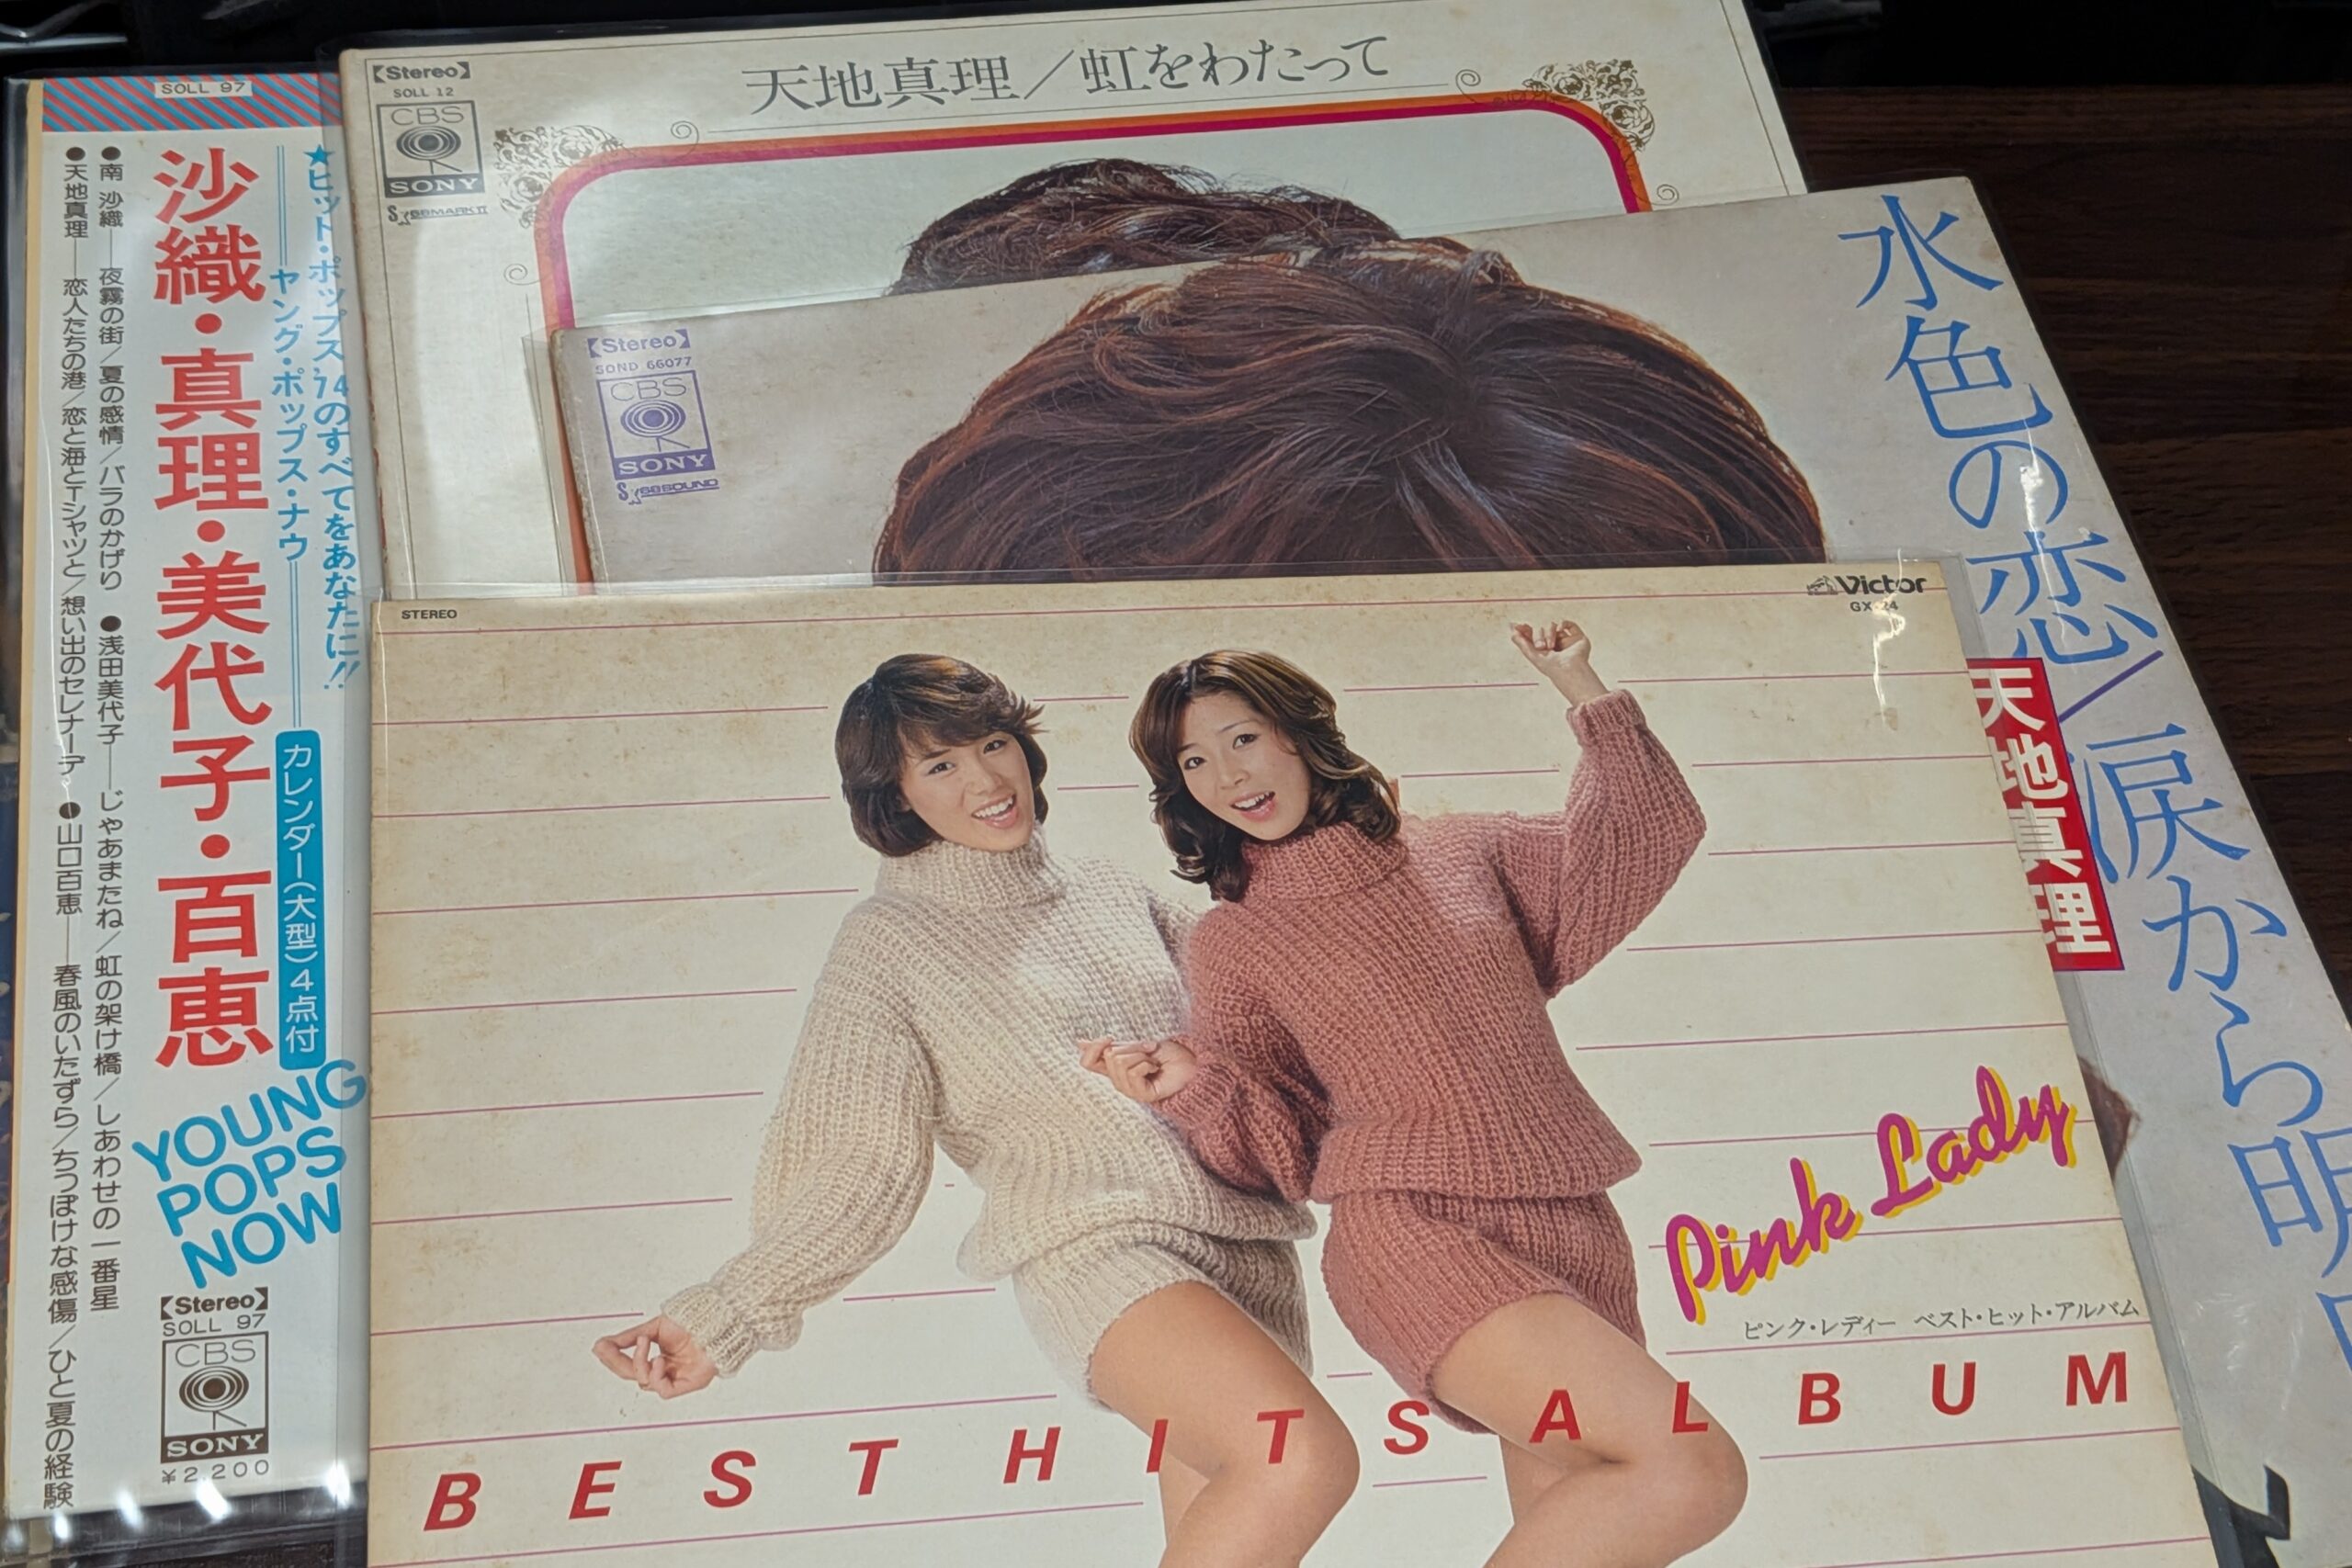 SOLL 97
★ヒット・ポップス'74のすべてをあなたに!!
ヤング・ポップス・ナウ
カレンダー(大型)4点付
沙織・真理・美代子・百恵
●南 沙織──夜霧の街/夏の感情/バラのかげり ●浅田美代子──じゃあまたね/虹の架け橋/しあわせの一番星
●天地真理──恋人たちの港/恋と海とTシャツと/想い出のセレナーデ ●山口百恵──春風のいたずら/ちっぽけな感傷/ひと夏の経験
YOUNG
POPS
NOW
【Stereo】
SOLL 97
CBS
SONY
¥2,200
【Stereo】
SOLL 12
CBS
SONY
SX68MARKⅡ
天地真理/虹をわたって
【Stereo】
SOND 66077
CBS
SONY
SX68SOUND
水色の恋/涙から明
天地真理
STEREO
Victor
GX-24
Pink Lady
ピンク・レディー ベスト・ヒット・アルバム
BEST HITS ALBUM